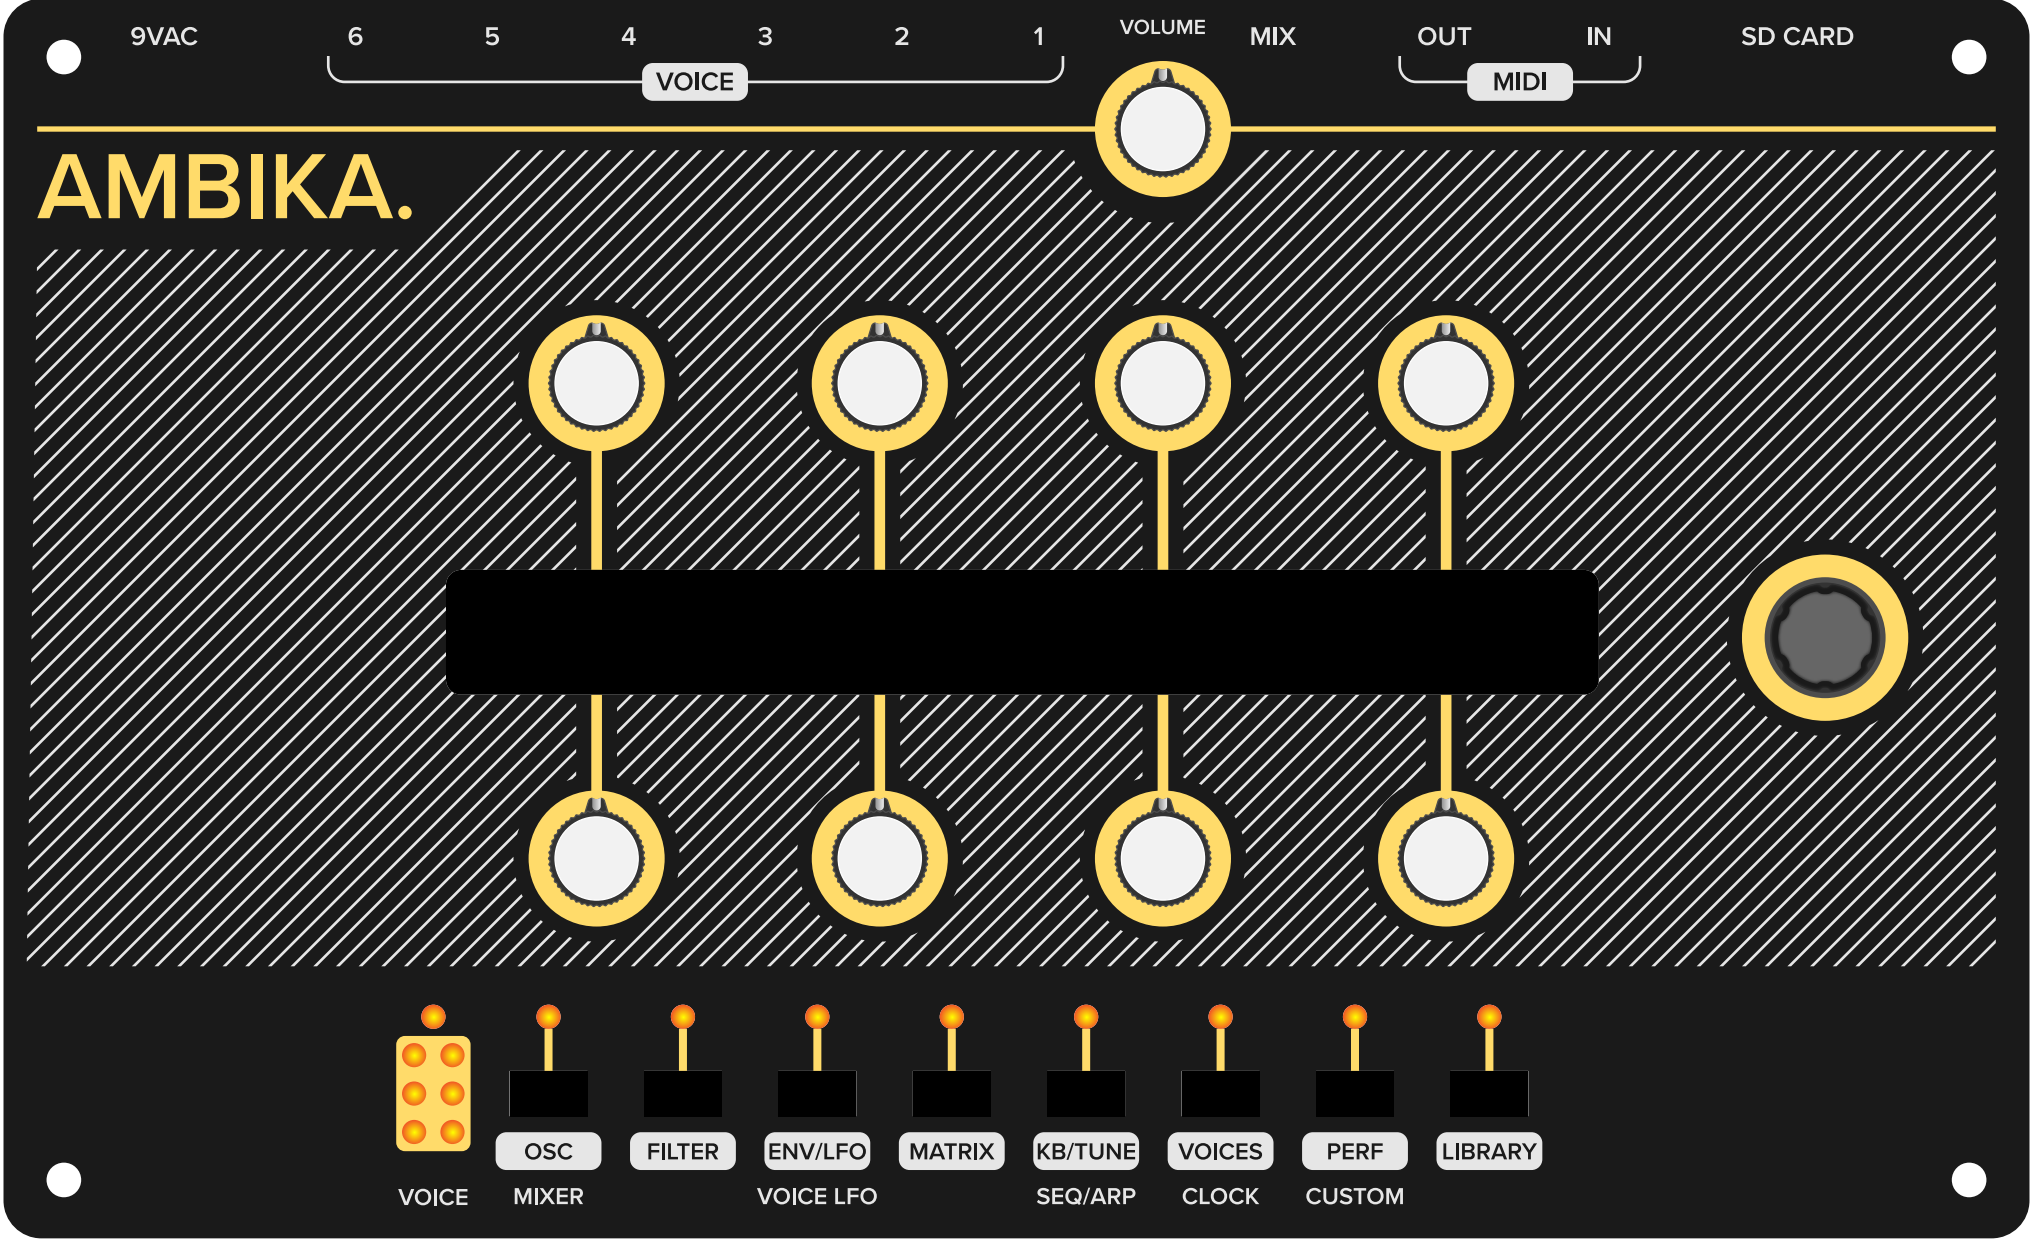 9VAC 6 5 4 3 2 1 VOLUME MIX OUT IN SD CARD
VOICE MIDI
AMBIKA.
OSC FILTER ENV/LFO MATRIX KB/TUNE VOICES PERF LIBRARY
VOICE MIXER VOICE LFO SEQ/ARP CLOCK CUSTOM